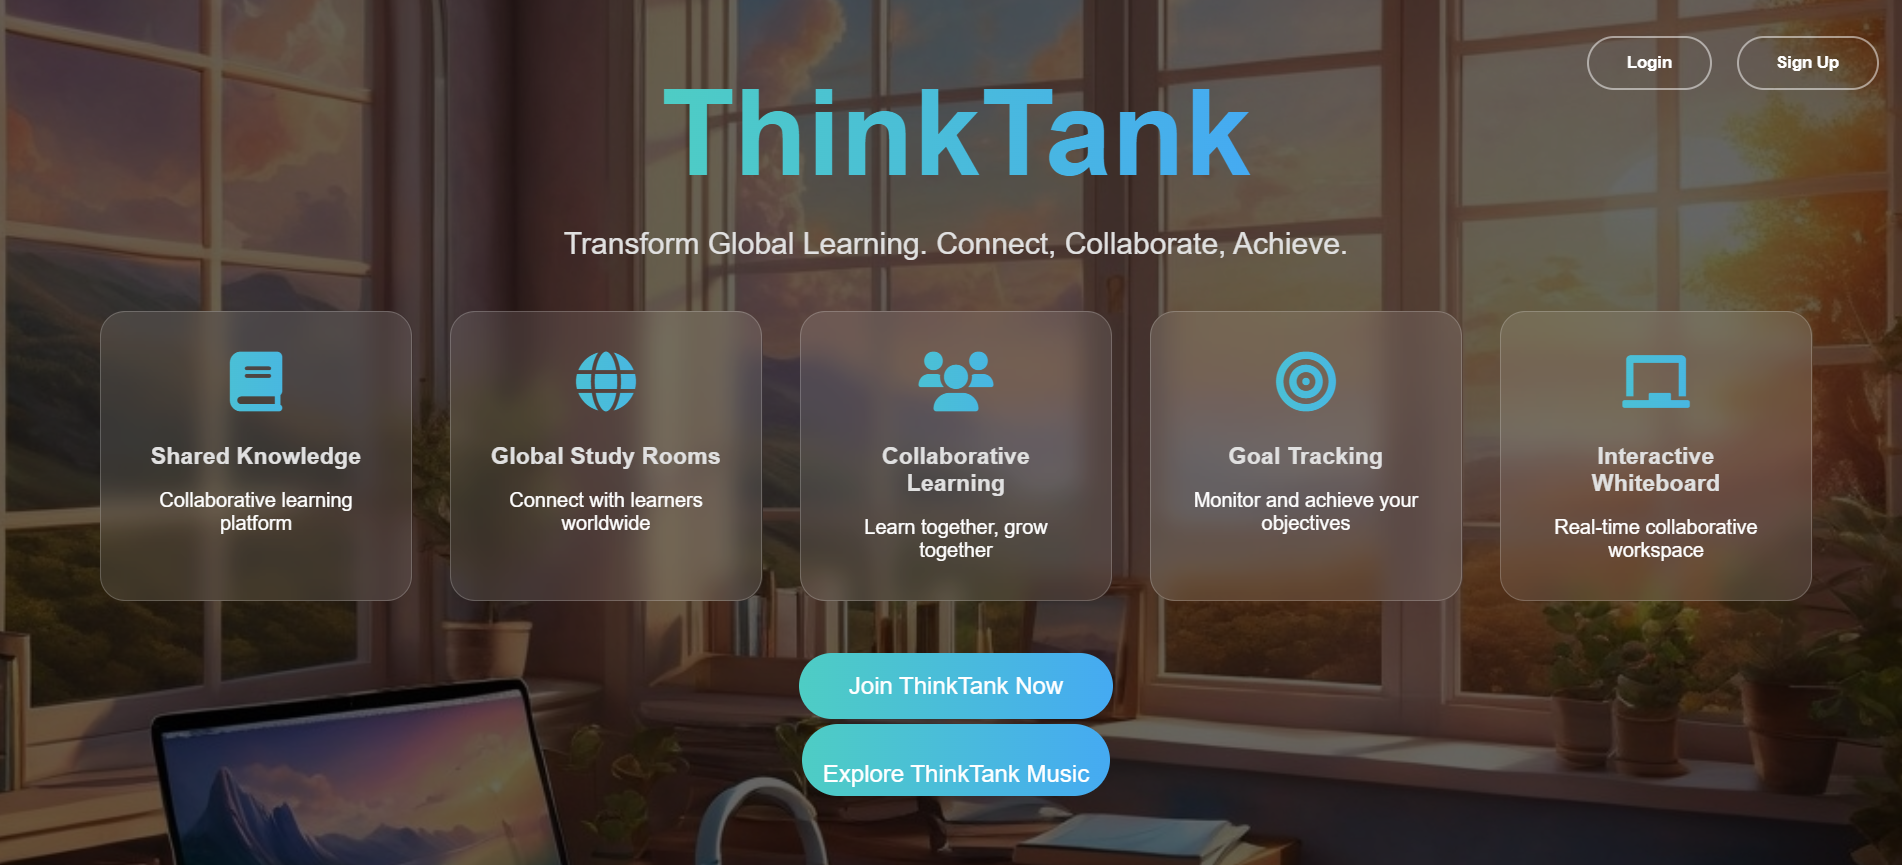 Login
Sign Up
ThinkTank
Transform Global Learning. Connect, Collaborate, Achieve.
Shared Knowledge
Collaborative learning
platform
Global Study Rooms
Connect with learners
worldwide
Collaborative
Learning
Learn together, grow
together
Goal Tracking
Monitor and achieve your
objectives
Interactive
Whiteboard
Real-time collaborative
workspace
Join ThinkTank Now
Explore ThinkTank Music